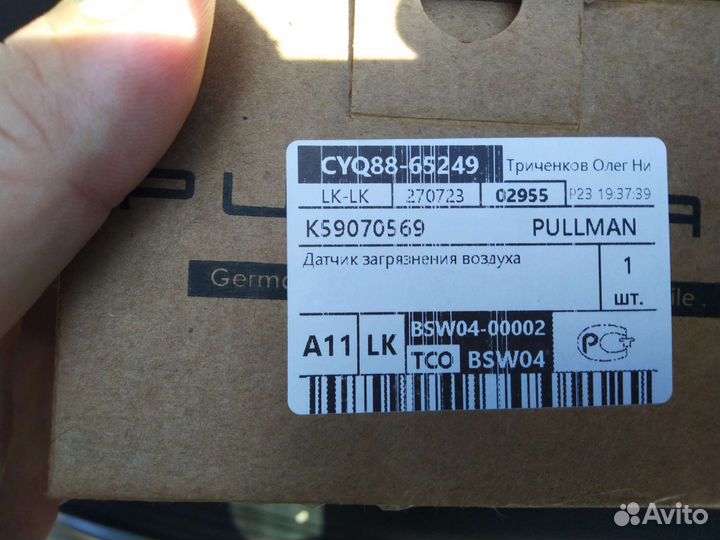 CYQ88-65249 Триченков Олег Ни
LK-LK 270723 02955 P23 19:37:39
K59070569 PULLMAN
Датчик загрязнения воздуха 1
шт.
A11 LK BSW04-00002
TCO BSW04
Avito